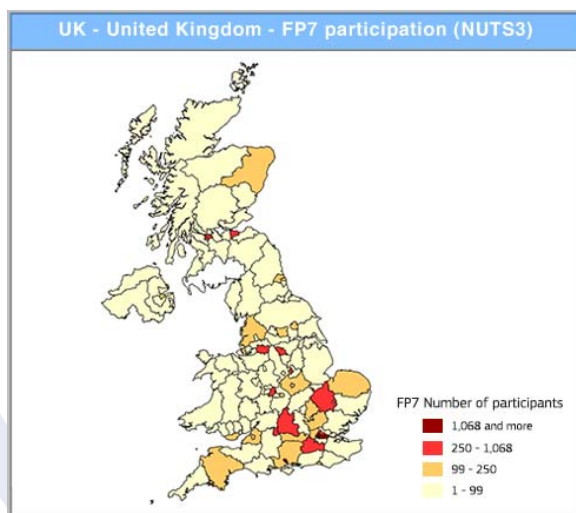 UK - United Kingdom - FP7 participation (NUTS3)
FP7 Number of participants
1,068 and more
250 - 1,068
99 - 250
1 - 99